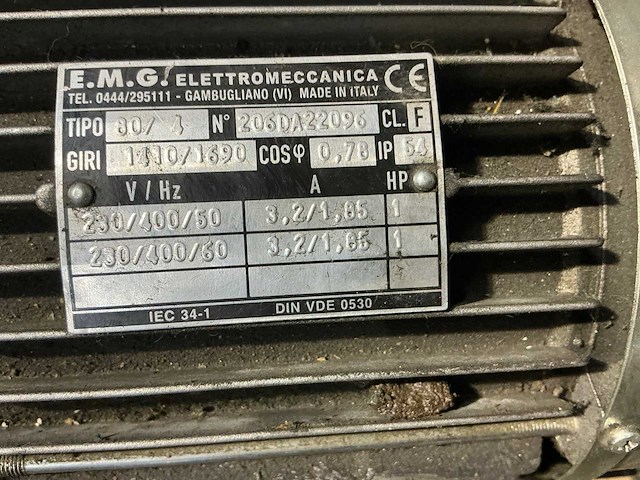 E.M.G. ELETTROMECCANICA CE
TEL. 0444/295111 - GAMBUGLIANO (VI) MADE IN ITALY
TIPO 80/ 4 N° 206DA22096 CL. F
GIRI 1410/1690 COSφ 0,78 IP 54
V / Hz A HP
230/400/50 3,2/1,85 1
230/400/60 3,2/1,85 1
IEC 34-1 DIN VDE 0530